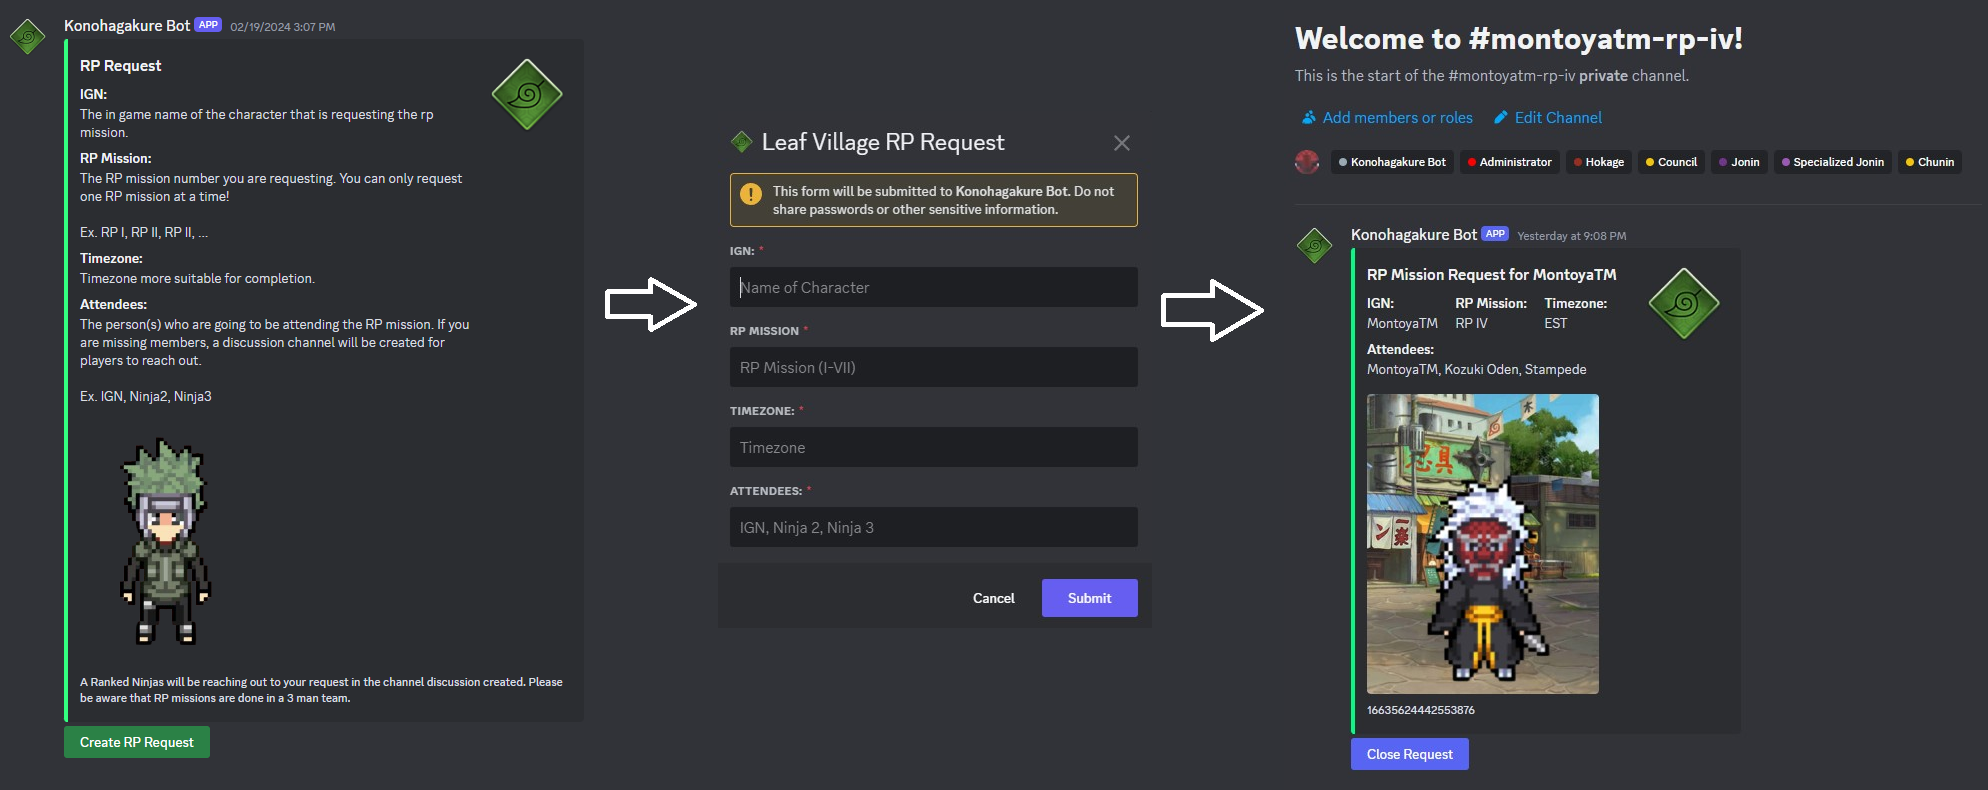 Konohagakure Bot APP 02/19/2024 3:07 PM
RP Request
IGN:
The in game name of the character that is requesting the rp
mission.
RP Mission:
The RP mission number you are requesting. You can only request
one RP mission at a time!
Ex. RP I, RP II, RP II, ...
Timezone:
Timezone more suitable for completion.
Attendees:
The person(s) who are going to be attending the RP mission. If you
are missing members, a discussion channel will be created for
players to reach out.
Ex. IGN, Ninja2, Ninja3
A Ranked Ninjas will be reaching out to your request in the channel discussion created. Please
be aware that RP missions are done in a 3 man team.
Create RP Request
Leaf Village RP Request
This form will be submitted to Konohagakure Bot. Do not
share passwords or other sensitive information.
IGN: *
Name of Character
RP MISSION *
RP Mission (I-VII)
TIMEZONE: *
Timezone
ATTENDEES: *
IGN, Ninja 2, Ninja 3
Cancel
Submit
Welcome to #montoyatm-rp-iv!
This is the start of the #montoyatm-rp-iv private channel.
Add members or roles
Edit Channel
Konohagakure Bot
Administrator
Hokage
Council
Jonin
Specialized Jonin
Chunin
Konohagakure Bot APP Yesterday at 9:08 PM
RP Mission Request for MontoyaTM
IGN: RP Mission: Timezone:
MontoyaTM RP IV EST
Attendees:
MontoyaTM, Kozuki Oden, Stampede
忍具
一楽
16635624442553876
Close Request